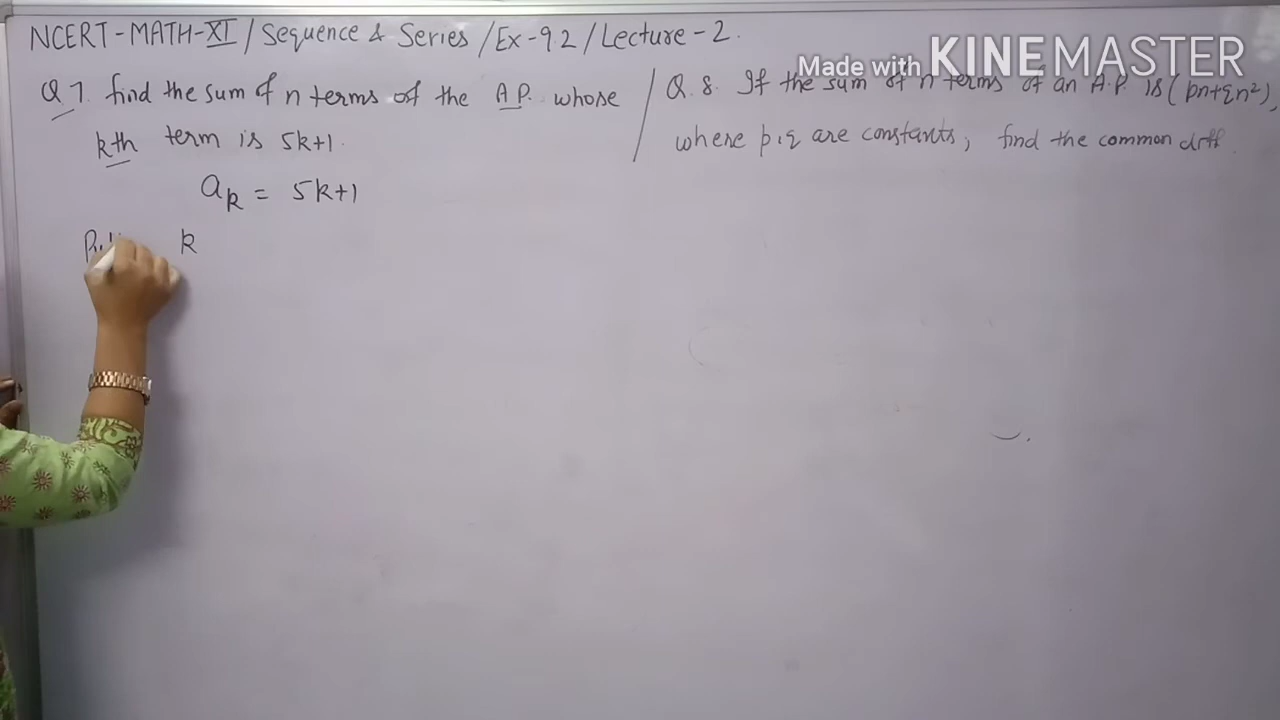 NCERT-MATH-XI / Sequence & Series / Ex-9.2 / Lecture-2.
Made with KINEMASTER
Q 7. find the sum of n terms of the A.P. whose
kth term is 5k+1.
a_k = 5k+1
k
Q. 8. If the sum of n terms of an A.P. is (pn+qn²),
where p,q are constants, find the common diff.